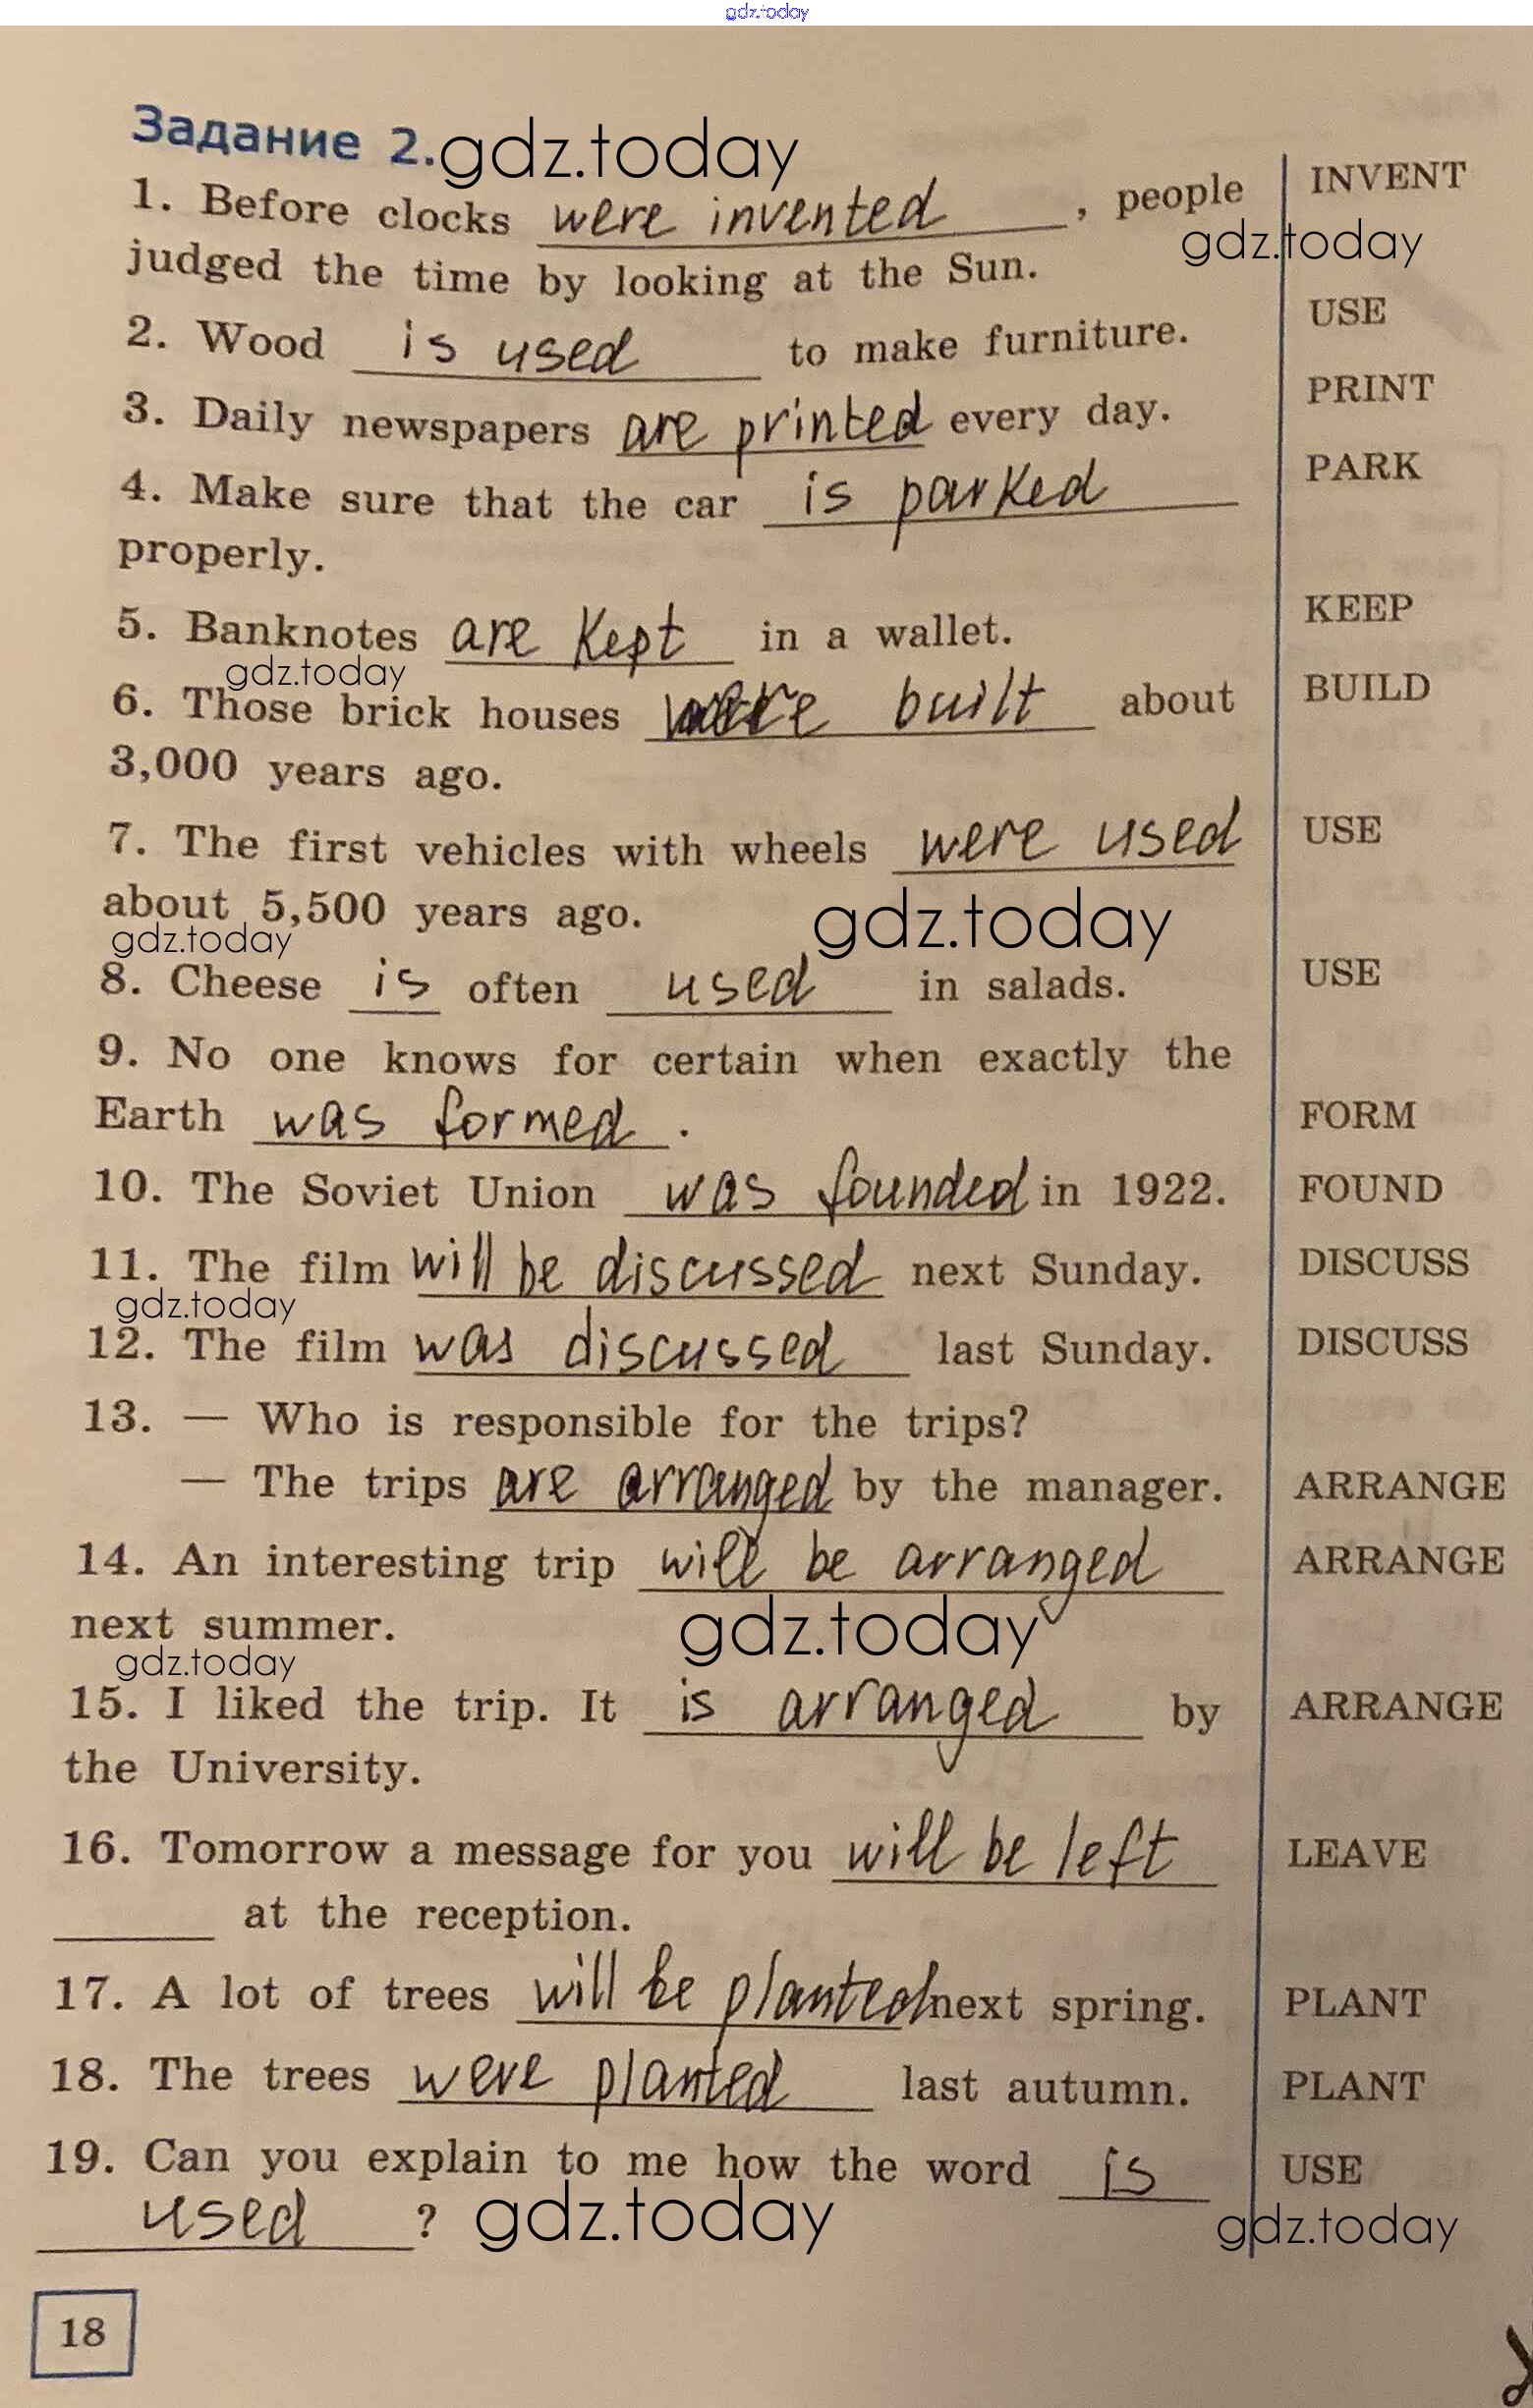 gdz.today
Задание 2. gdz.today
1. Before clocks were invented, people INVENT
gdz.today
judged the time by looking at the Sun.
2. Wood is used to make furniture. USE
3. Daily newspapers are printed every day. PRINT
4. Make sure that the car is parked PARK
properly.
5. Banknotes are kept in a wallet. KEEP
gdz.today
6. Those brick houses were built about BUILD
3,000 years ago.
7. The first vehicles with wheels were used USE
about 5,500 years ago. gdz.today
gdz.today
8. Cheese is often used in salads. USE
9. No one knows for certain when exactly the
Earth was formed. FORM
10. The Soviet Union was founded in 1922. FOUND
11. The film will be discussed next Sunday. DISCUSS
gdz.today
12. The film was discussed last Sunday. DISCUSS
13. — Who is responsible for the trips?
— The trips are arranged by the manager. ARRANGE
14. An interesting trip will be arranged ARRANGE
next summer. gdz.today
gdz.today
15. I liked the trip. It is arranged by ARRANGE
the University.
16. Tomorrow a message for you will be left LEAVE
at the reception.
17. A lot of trees will be planted next spring. PLANT
18. The trees were planted last autumn. PLANT
19. Can you explain to me how the word is USE
used ? gdz.today gdz.today
18